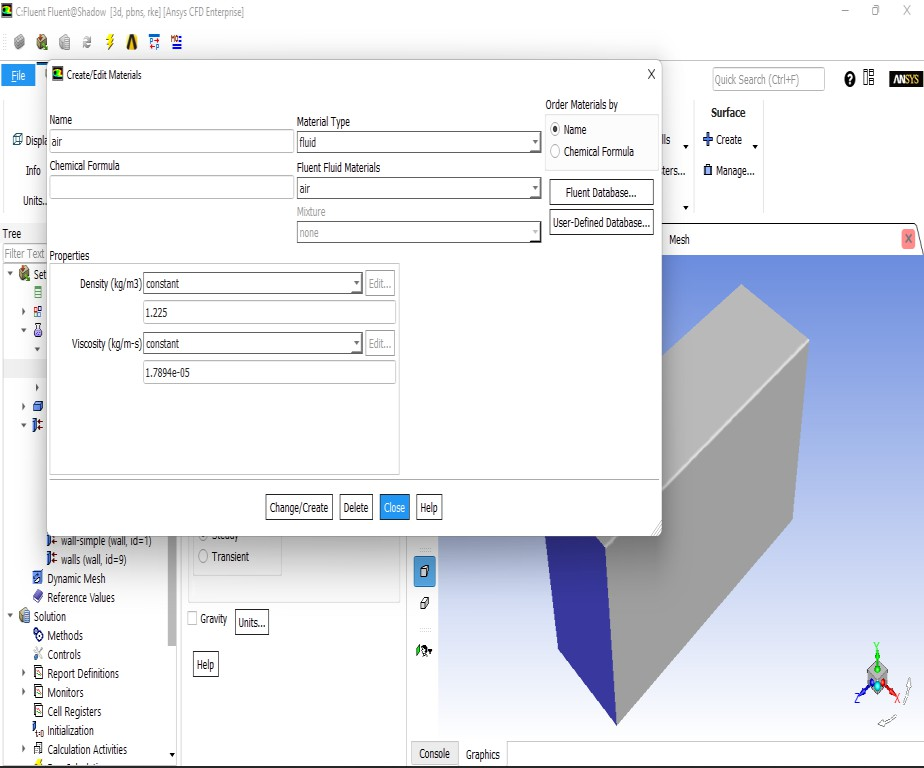 C:Fluent Fluent@Shadow [3d, pbns, rke] [Ansys CFD Enterprise]
File
Quick Search (Ctrl+F)
ANSYS
Create/Edit Materials
X
Name
air
Chemical Formula
Material Type
fluid
Fluent Fluid Materials
air
Mixture
none
Order Materials by
Name
Chemical Formula
Fluent Database...
User-Defined Database...
Properties
Density (kg/m3)
constant
Edit...
1.225
Viscosity (kg/m-s)
constant
Edit...
1.7894e-05
Change/Create
Delete
Close
Help
Surface
Create
Manage...
Info
Units..
Tree
Filter Text
Mesh
X
wall-simple (wall, id=1)
walls (wall, id=9)
Dynamic Mesh
Reference Values
Solution
Methods
Controls
Report Definitions
Monitors
Cell Registers
Initialization
Calculation Activities
Steady
Transient
Gravity
Units...
Help
Y
Z
X
Console
Graphics